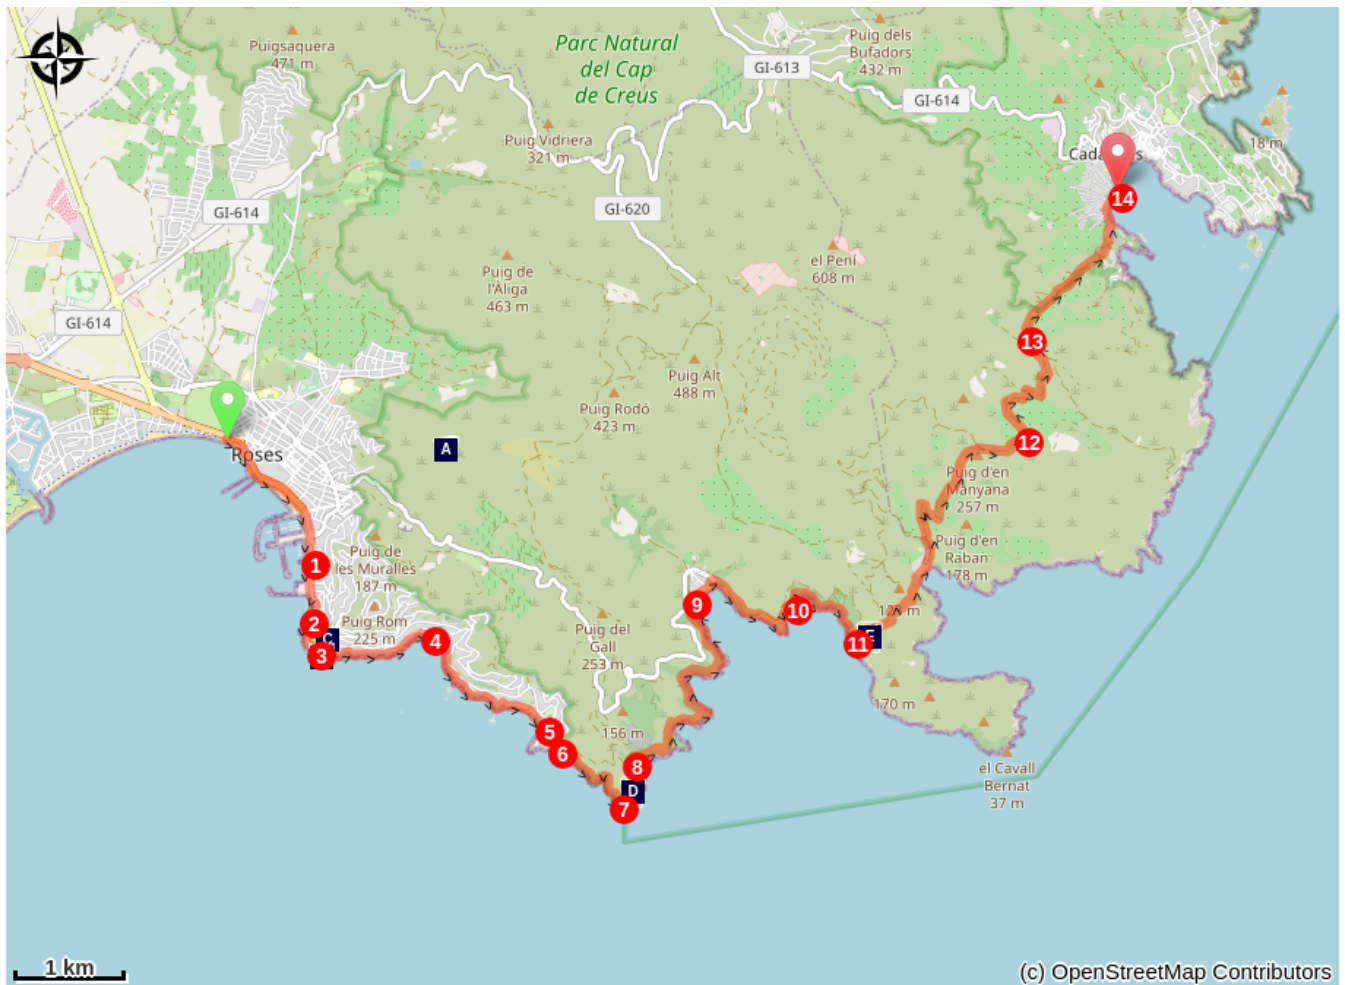 Puigsaquera
471 m
Parc Natural
del Cap
de Creus
Puig dels
Bufadors
432 m
GI-613
GI-614
Puig Vidriera
321 m
18 m
14
GI-614
GI-620
Puig de
l'Àliga
463 m
el Pení
608 m
GI-614
13
Puig Alt
488 m
Puig Rodó
423 m
Roses
A
12
Puig d'en
Manyana
257 m
Puig d'en
Raban
178 m
1
Puig de
les Muralles
187 m
9
10
2
C
Puig Rom
225 m
4
3
Puig del
Gall
253 m
11
E
170 m
5
156 m
6
8
D
7
el Cavall
Bernat
37 m
1 km
(c) OpenStreetMap Contributors